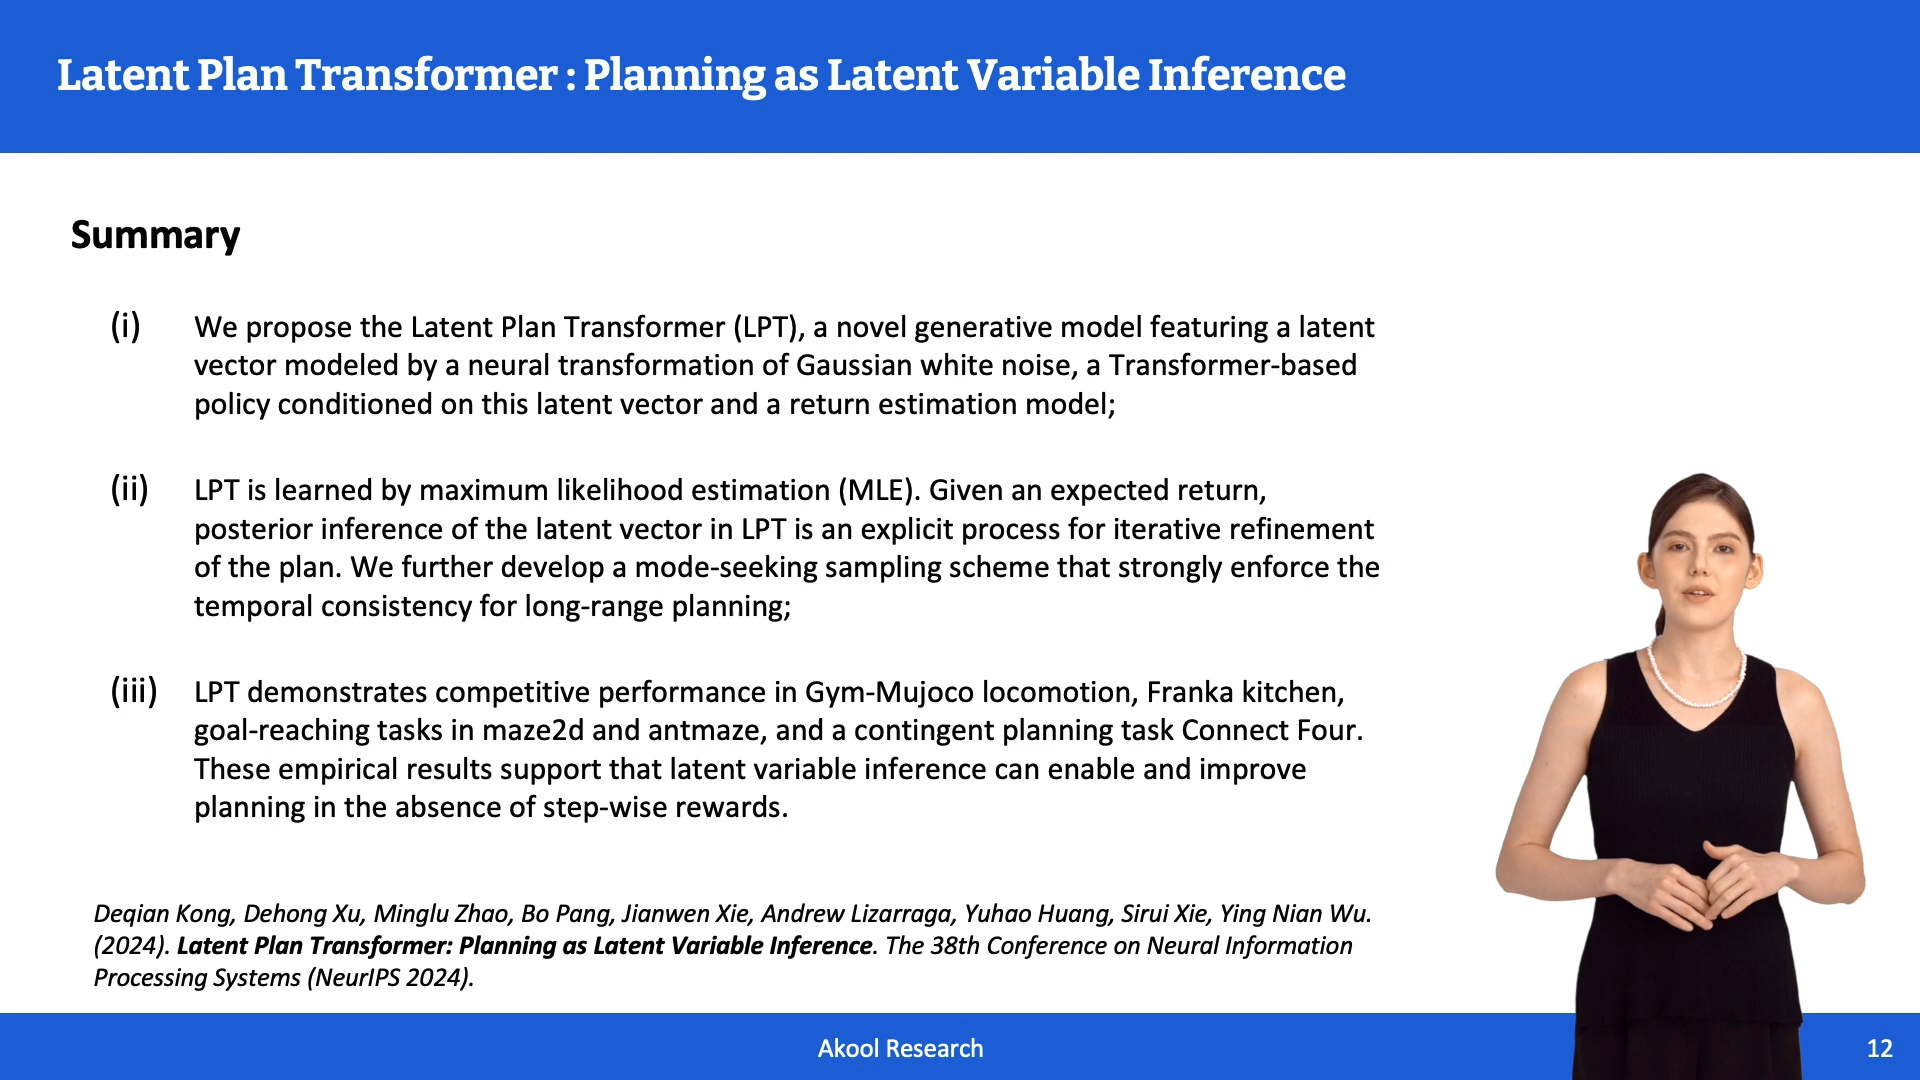 Latent Plan Transformer : Planning as Latent Variable Inference
Summary
(i) We propose the Latent Plan Transformer (LPT), a novel generative model featuring a latent
vector modeled by a neural transformation of Gaussian white noise, a Transformer-based
policy conditioned on this latent vector and a return estimation model;
(ii) LPT is learned by maximum likelihood estimation (MLE). Given an expected return,
posterior inference of the latent vector in LPT is an explicit process for iterative refinement
of the plan. We further develop a mode-seeking sampling scheme that strongly enforce the
temporal consistency for long-range planning;
(iii) LPT demonstrates competitive performance in Gym-Mujoco locomotion, Franka kitchen,
goal-reaching tasks in maze2d and antmaze, and a contingent planning task Connect Four.
These empirical results support that latent variable inference can enable and improve
planning in the absence of step-wise rewards.
Deqian Kong, Dehong Xu, Minglu Zhao, Bo Pang, Jianwen Xie, Andrew Lizarraga, Yuhao Huang, Sirui Xie, Ying Nian Wu.
(2024). Latent Plan Transformer: Planning as Latent Variable Inference. The 38th Conference on Neural Information
Processing Systems (NeurIPS 2024).
Akool Research
12